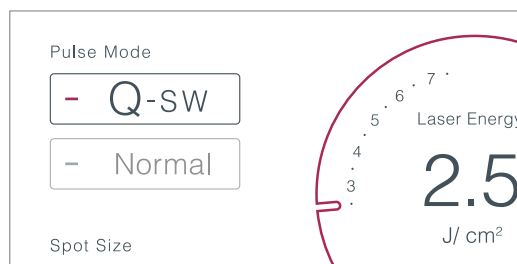 Pulse Mode
- Q-SW
- Normal
Spot Size
7
6
5
4
3
Laser Energy
2.5
J/ cm²